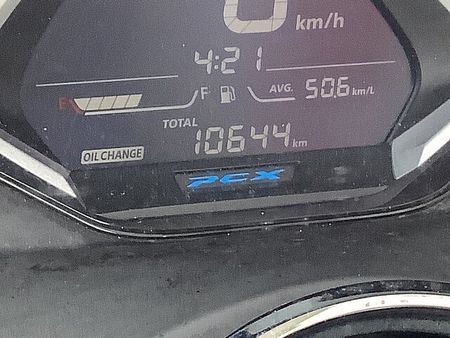 0 km/h
4:21
E F AVG. 50.6 km/L
TOTAL
10644 km
OIL CHANGE
PCX